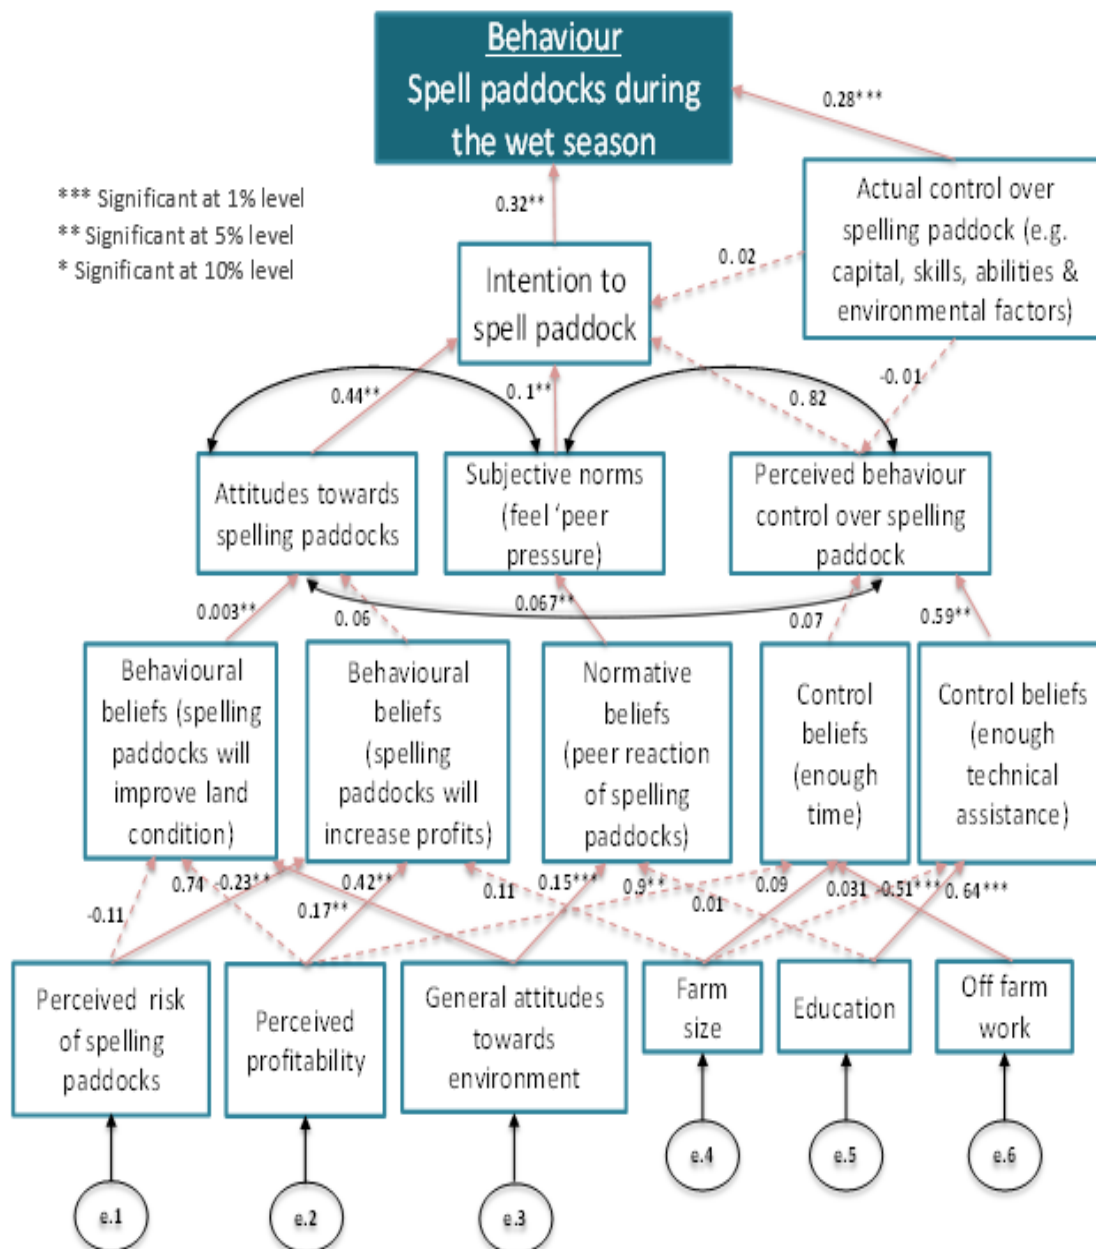 Behaviour
Spell paddocks during
the wet season
0.28***
*** Significant at 1% level
** Significant at 5% level
* Significant at 10% level
0.32**
Actual control over
spelling paddock (e.g.
capital, skills, abilities &
environmental factors)
0. 02
Intention to
spell paddock
-0.01
0.44**
0.1**
0. 82
Attitudes towards
spelling paddocks
Subjective norms
(feel ‘peer
pressure)
Perceived behaviour
control over spelling
paddock
0.003**
0.06
0.067**
0.07
0.59**
Behavioural
beliefs (spelling
paddocks will
improve land
condition)
Behavioural
beliefs
(spelling
paddocks will
increase profits)
Normative
beliefs
(peer reaction
of spelling
paddocks)
Control
beliefs
(enough
time)
Control beliefs
(enough
technical
assistance)
-0.11
0.74
-0.23**
0.17**
0.42**
0.11
0.15***
0.9**
0.01
0.09
0.031
-0.51***
0. 64***
Perceived risk
of spelling
paddocks
Perceived
profitability
General attitudes
towards
environment
Farm
size
Education
Off farm
work
e.1
e.2
e.3
e.4
e.5
e.6